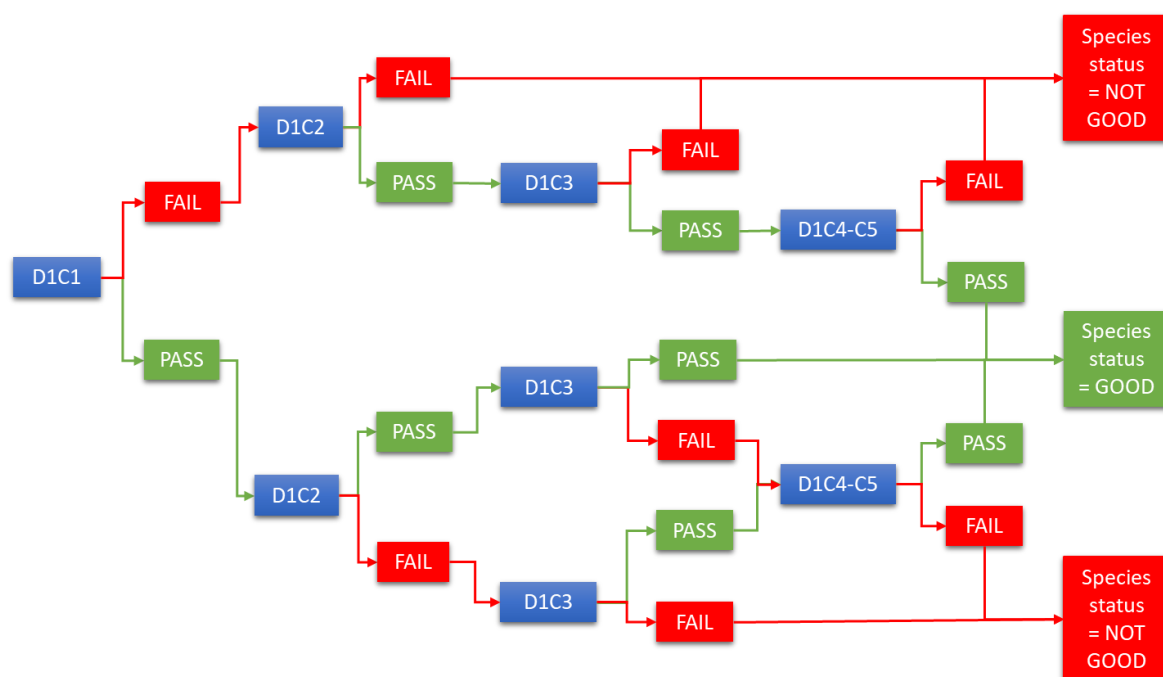 Species
status
= NOT
GOOD
FAIL
D1C2
FAIL
PASS
D1C3
FAIL
FAIL
PASS
D1C4-C5
D1C1
PASS
Species
status
= GOOD
PASS
PASS
D1C3
PASS
FAIL
PASS
D1C4-C5
D1C2
PASS
FAIL
FAIL
D1C3
FAIL
Species
status
= NOT
GOOD